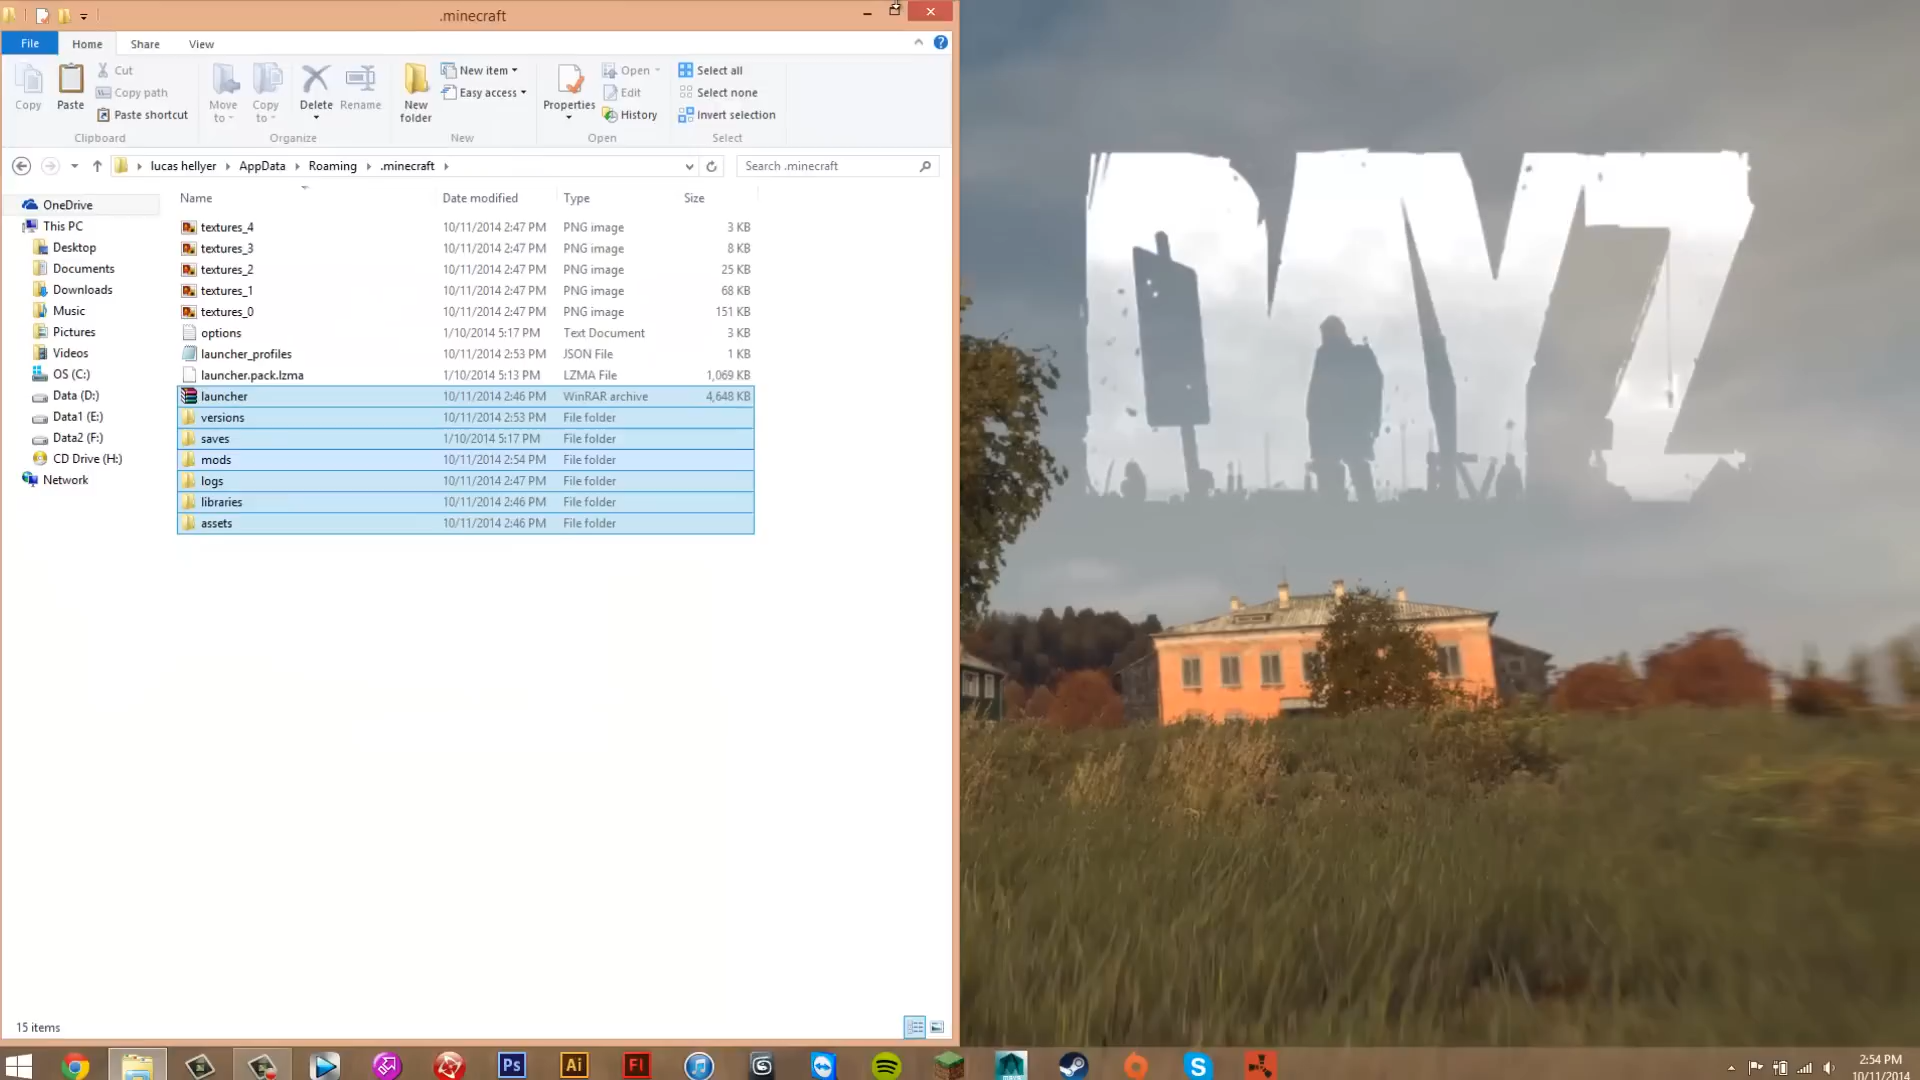 .minecraft
File Home Share View
Copy Paste Cut Copy path Paste shortcut
Move to Copy to Delete Rename
New folder New item Easy access
Properties Open Edit History
Select all Select none Invert selection
Clipboard Organize New Open Select
lucas hellyer AppData Roaming .minecraft Search .minecraft
Name Date modified Type Size
OneDrive
This PC
Desktop
Documents
Downloads
Music
Pictures
Videos
OS (C:)
Data (D:)
Data1 (E:)
Data2 (F:)
CD Drive (H:)
Network
textures_4 10/11/2014 2:47 PM PNG image 3 KB
textures_3 10/11/2014 2:47 PM PNG image 8 KB
textures_2 10/11/2014 2:47 PM PNG image 25 KB
textures_1 10/11/2014 2:47 PM PNG image 68 KB
textures_0 10/11/2014 2:47 PM PNG image 151 KB
options 1/10/2014 5:17 PM Text Document 3 KB
launcher_profiles 10/11/2014 2:53 PM JSON File 1 KB
launcher.pack.lzma 1/10/2014 5:13 PM LZMA File 1,069 KB
launcher 10/11/2014 2:46 PM WinRAR archive 4,648 KB
versions 10/11/2014 2:53 PM File folder
saves 1/10/2014 5:17 PM File folder
mods 10/11/2014 2:54 PM File folder
logs 10/11/2014 2:47 PM File folder
libraries 10/11/2014 2:46 PM File folder
assets 10/11/2014 2:46 PM File folder
15 items
DAYZ
Ps Ai Fl
2:54 PM
10/11/2014